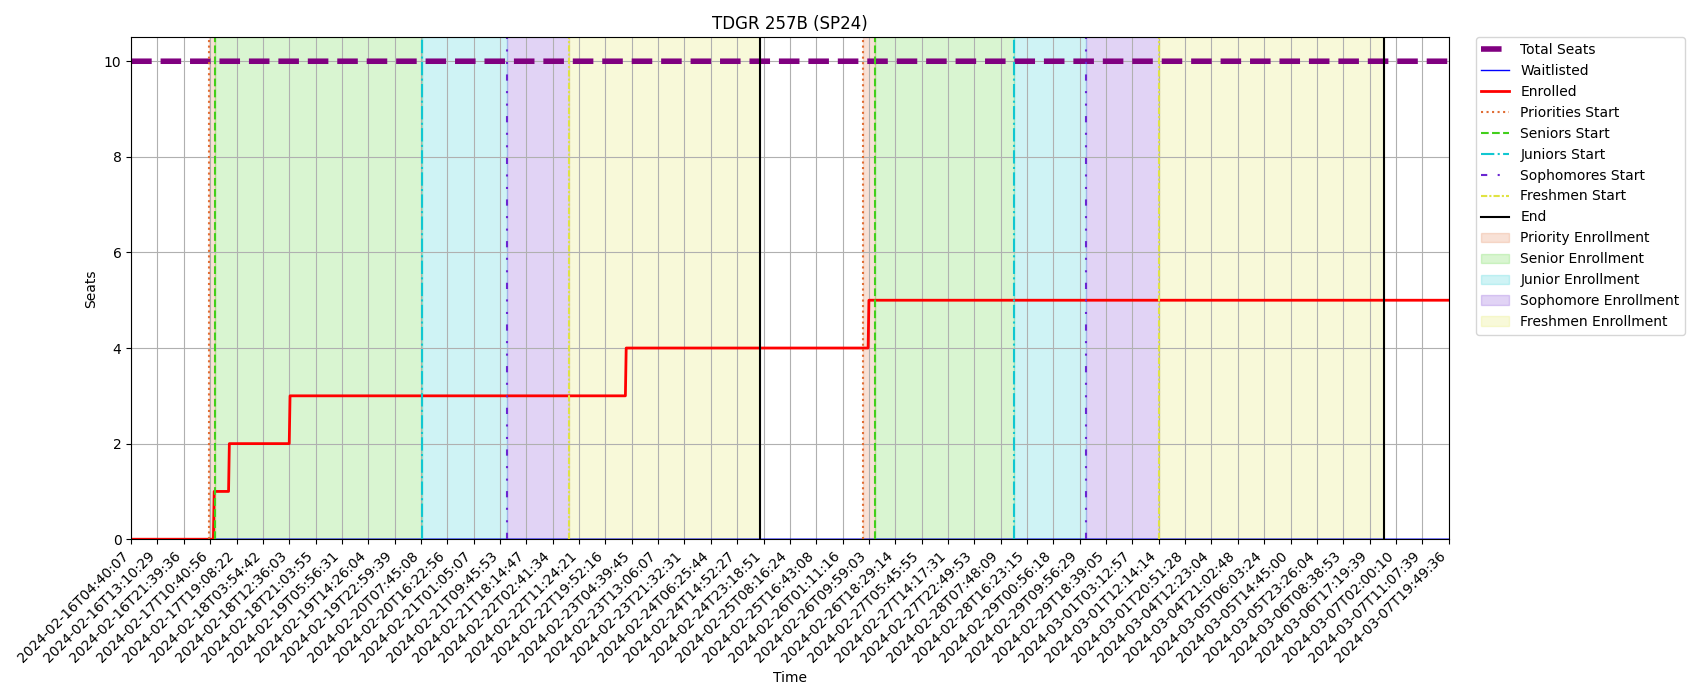 TDGR 257B (SP24)
Seats
10
8
6
4
2
0
2024-02-16T04:40:07
2024-02-16T13:10:29
2024-02-16T21:39:36
2024-02-17T10:40:56
2024-02-17T19:08:22
2024-02-18T03:54:42
2024-02-18T12:36:03
2024-02-18T21:03:55
2024-02-19T05:56:31
2024-02-19T14:26:04
2024-02-19T22:59:39
2024-02-20T07:45:08
2024-02-20T16:22:56
2024-02-21T01:05:07
2024-02-21T09:45:53
2024-02-21T18:14:47
2024-02-22T02:41:34
2024-02-22T11:24:21
2024-02-22T19:52:16
2024-02-23T04:39:45
2024-02-23T13:06:07
2024-02-23T21:32:31
2024-02-24T06:25:44
2024-02-24T14:52:27
2024-02-24T23:18:51
2024-02-25T08:16:24
2024-02-25T16:43:08
2024-02-26T01:11:16
2024-02-26T09:59:03
2024-02-26T18:29:14
2024-02-27T05:45:55
2024-02-27T14:17:31
2024-02-27T22:49:53
2024-02-28T07:48:09
2024-02-28T16:23:15
2024-02-29T00:56:18
2024-02-29T09:56:29
2024-02-29T18:39:05
2024-03-01T03:12:57
2024-03-01T12:14:14
2024-03-01T20:51:28
2024-03-04T12:23:04
2024-03-04T21:02:48
2024-03-05T06:03:24
2024-03-05T14:45:00
2024-03-05T23:26:04
2024-03-06T08:38:53
2024-03-06T17:19:39
2024-03-07T02:00:10
2024-03-07T11:07:39
2024-03-07T19:49:36
Time
Total Seats
Waitlisted
Enrolled
Priorities Start
Seniors Start
Juniors Start
Sophomores Start
Freshmen Start
End
Priority Enrollment
Senior Enrollment
Junior Enrollment
Sophomore Enrollment
Freshmen Enrollment